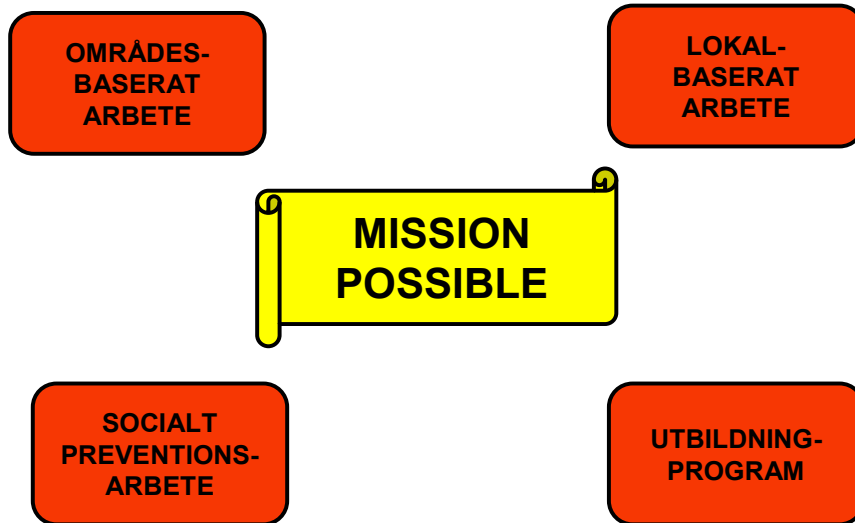 OMRÅDES-
BASERAT
ARBETE
LOKAL-
BASERAT
ARBETE
MISSION
POSSIBLE
SOCIALT
PREVENTIONS-
ARBETE
UTBILDNING-
PROGRAM